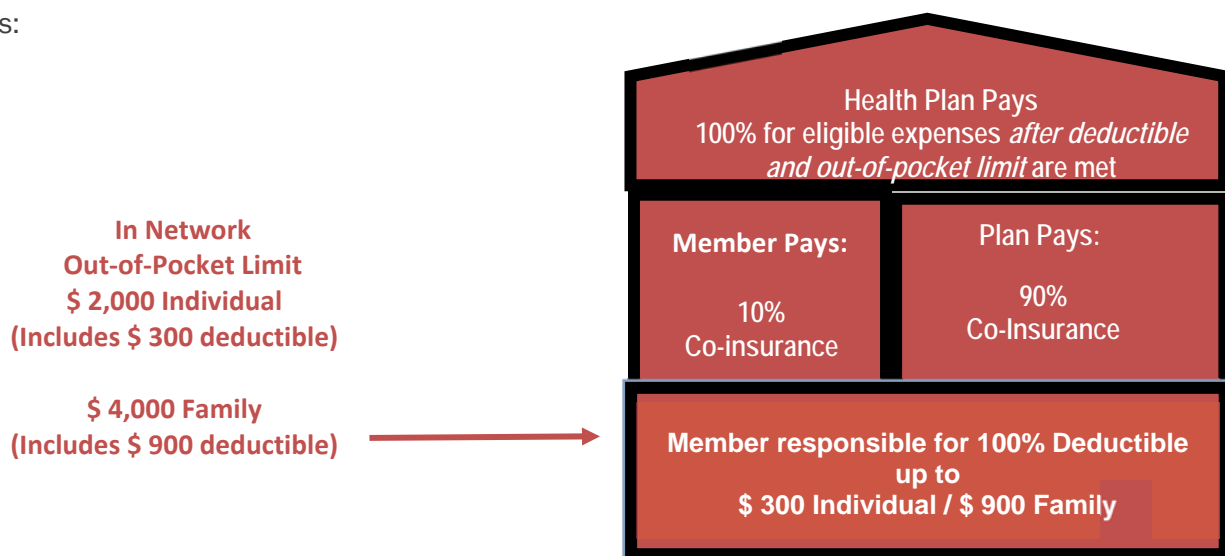 s:
Health Plan Pays
100% for eligible expenses after deductible
and out-of-pocket limit are met
In Network
Out-of-Pocket Limit
$ 2,000 Individual
(Includes $ 300 deductible)
$ 4,000 Family
(Includes $ 900 deductible)
Member Pays:
10%
Co-insurance
Plan Pays:
90%
Co-Insurance
Member responsible for 100% Deductible
up to
$ 300 Individual / $ 900 Family